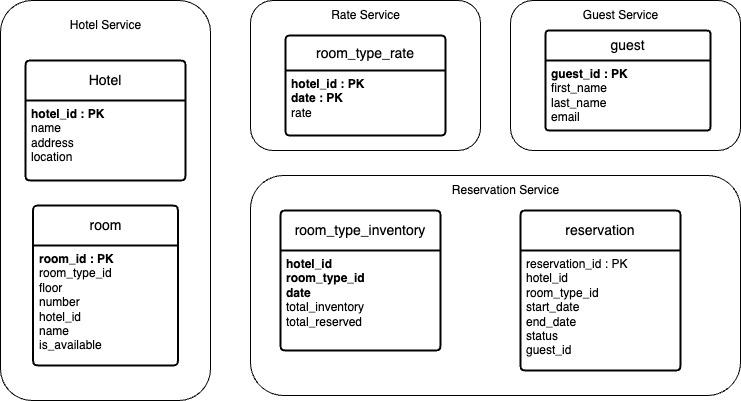 Hotel Service
Hotel
hotel_id : PK
name
address
location
room
room_id : PK
room_type_id
floor
number
hotel_id
name
is_available
Rate Service
room_type_rate
hotel_id : PK
date : PK
rate
Guest Service
guest
guest_id : PK
first_name
last_name
email
Reservation Service
room_type_inventory
hotel_id
room_type_id
date
total_inventory
total_reserved
reservation
reservation_id : PK
hotel_id
room_type_id
start_date
end_date
status
guest_id